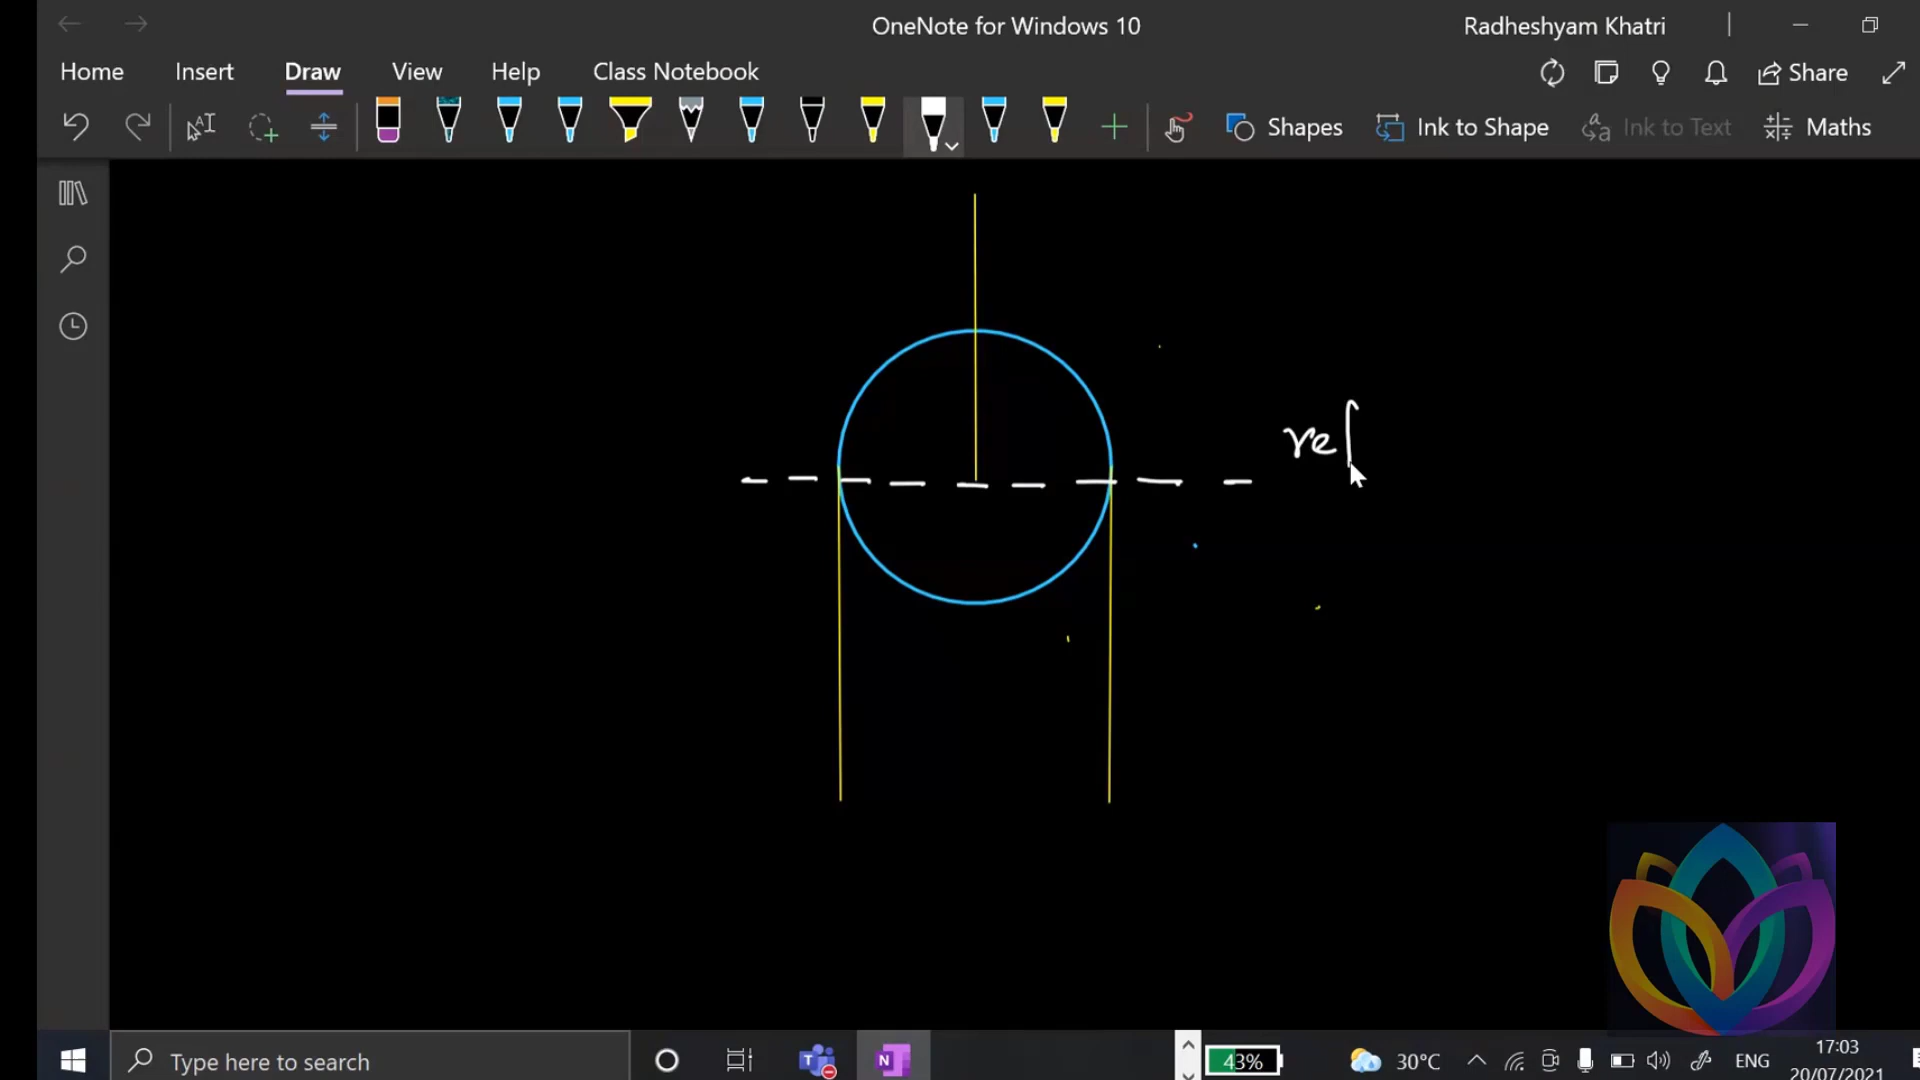 OneNote for Windows 10
Radheshyam Khatri
Home Insert Draw View Help Class Notebook
Share
Shapes Ink to Shape Ink to Text Maths
ref
Type here to search
43%
30°C
ENG
17:03
20/07/2021